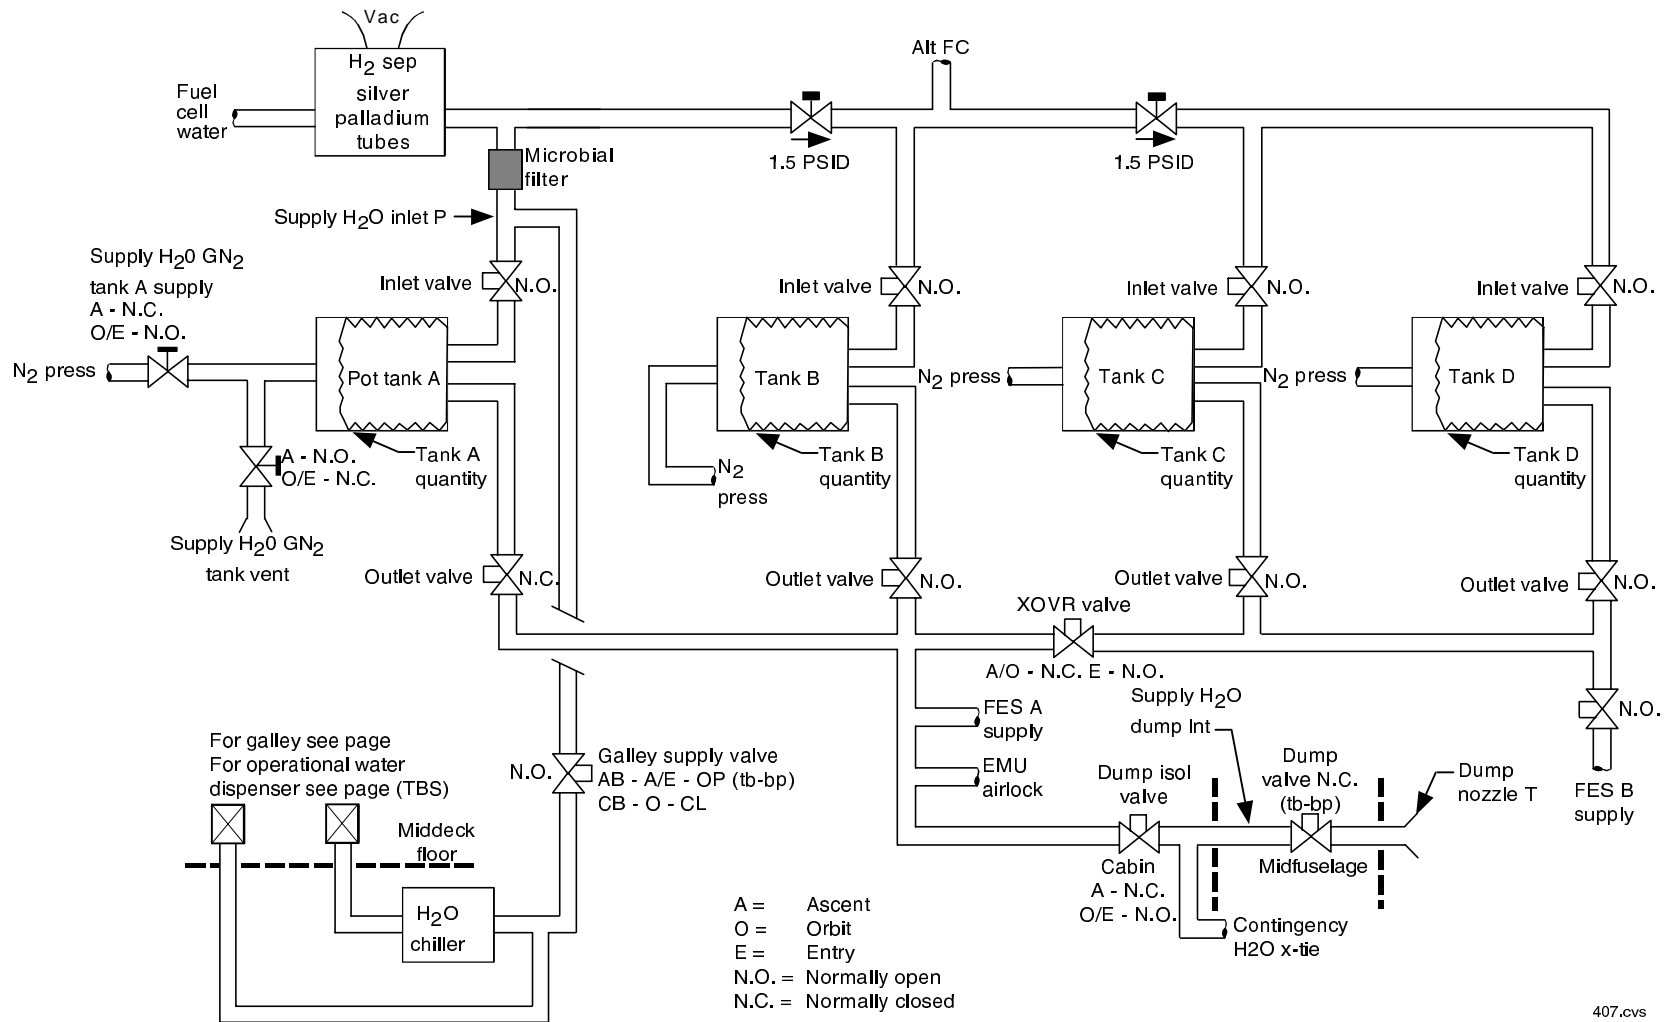 Vac
H2 sep
silver
palladium
tubes
Fuel
cell
water
Alt FC
1.5 PSID
1.5 PSID
Microbial
filter
Supply H2O inlet P
Supply H20 GN2
tank A supply
A - N.C.
O/E - N.O.
Inlet valve
N.O.
Inlet valve
N.O.
Inlet valve
N.O.
Inlet valve
N.O.
N2 press
Pot tank A
Tank B
N2 press
Tank C
N2 press
Tank D
A - N.O.
O/E - N.C.
Tank A
quantity
N2
press
Tank B
quantity
Tank C
quantity
Tank D
quantity
Supply H20 GN2
tank vent
Outlet valve
N.C.
Outlet valve
N.O.
Outlet valve
N.O.
Outlet valve
N.O.
XOVR valve
A/O - N.C. E - N.O.
FES A
supply
EMU
airlock
Supply H2O
dump Int
N.O.
FES B
supply
For galley see page
For operational water
dispenser see page (TBS)
N.O.
Galley supply valve
AB - A/E - OP (tb-bp)
CB - O - CL
Dump isol
valve
Dump
valve N.C.
(tb-bp)
Dump
nozzle T
Middeck
floor
Cabin
A - N.C.
O/E - N.O.
Midfuselage
H2O
chiller
Contingency
H2O x-tie
A = Ascent
O = Orbit
E = Entry
N.O. = Normally open
N.C. = Normally closed
407.cvs